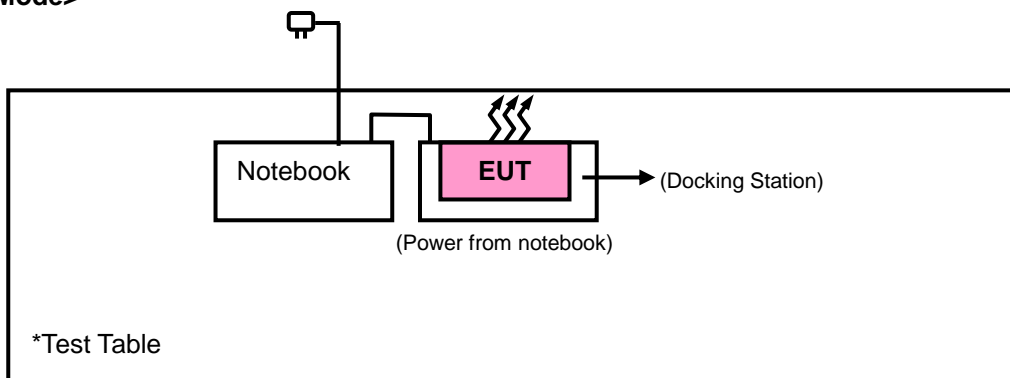 Mode>
Notebook
EUT
(Docking Station)
(Power from notebook)
*Test Table